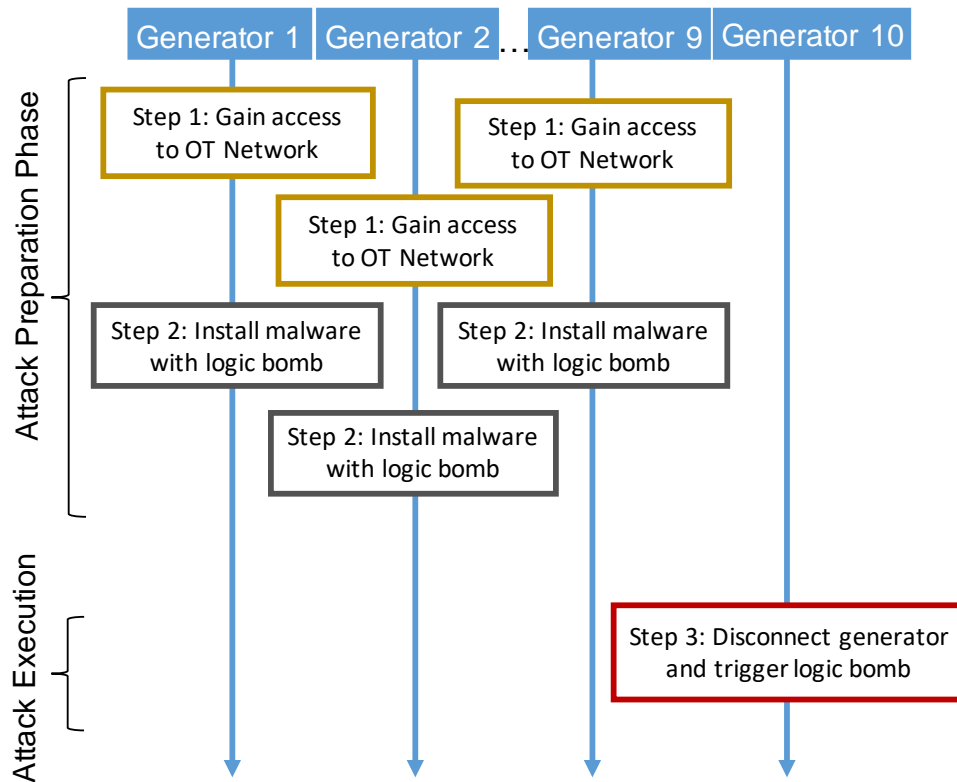 Generator 1
Generator 2
...
Generator 9
Generator 10
Attack Preparation Phase
Step 1: Gain access
to OT Network
Step 1: Gain access
to OT Network
Step 1: Gain access
to OT Network
Step 2: Install malware
with logic bomb
Step 2: Install malware
with logic bomb
Step 2: Install malware
with logic bomb
Attack Execution
Step 3: Disconnect generator
and trigger logic bomb